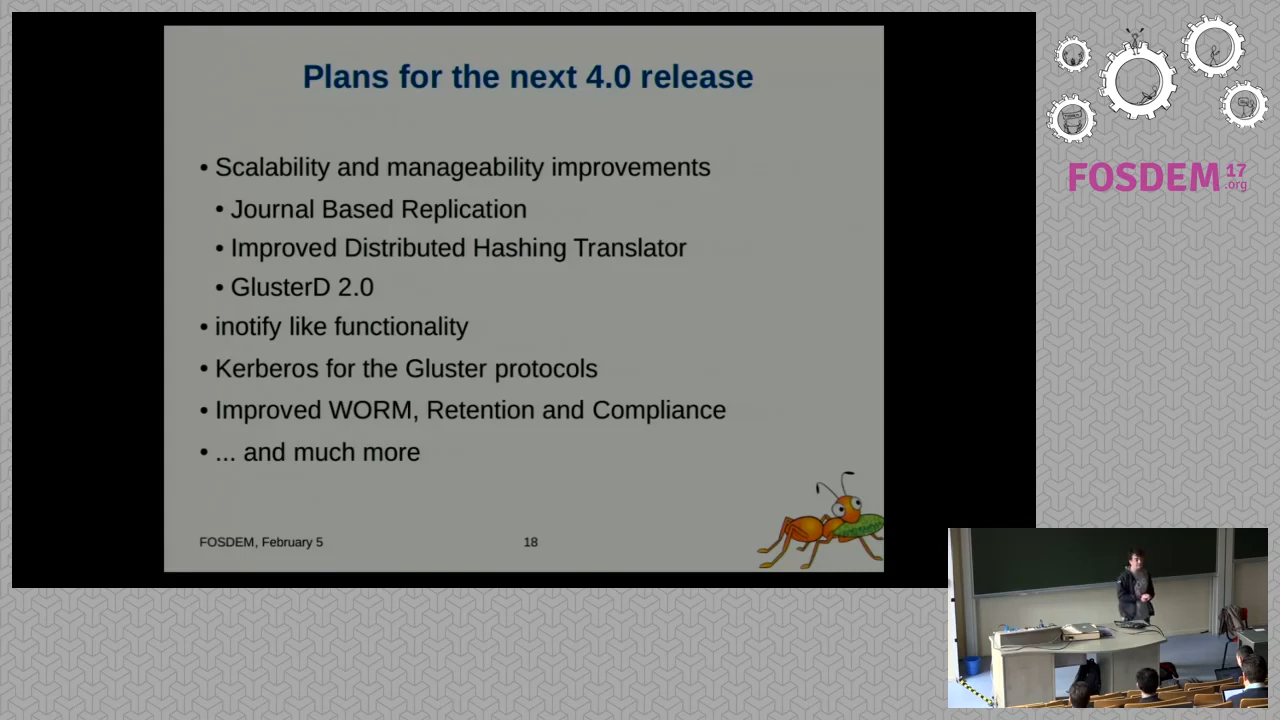 Plans for the next 4.0 release
• Scalability and manageability improvements
• Journal Based Replication
• Improved Distributed Hashing Translator
• GlusterD 2.0
• inotify like functionality
• Kerberos for the Gluster protocols
• Improved WORM, Retention and Compliance
• ... and much more
FOSDEM, February 5
18
FOSDEM 17
.org